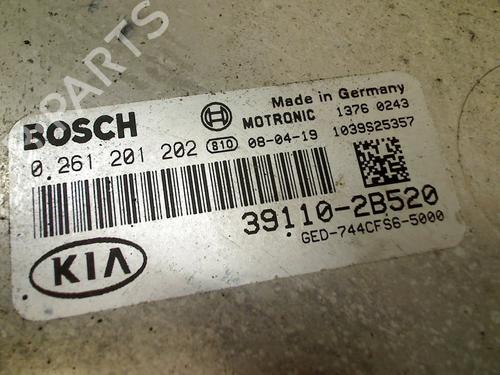 BOSCH
Made in Germany
MOTRONIC 1376 0243
0.261 201 202 810 08-04-19 1039S25357
39110-2B520
GED-744CFS6-5000
KIA
PARTS